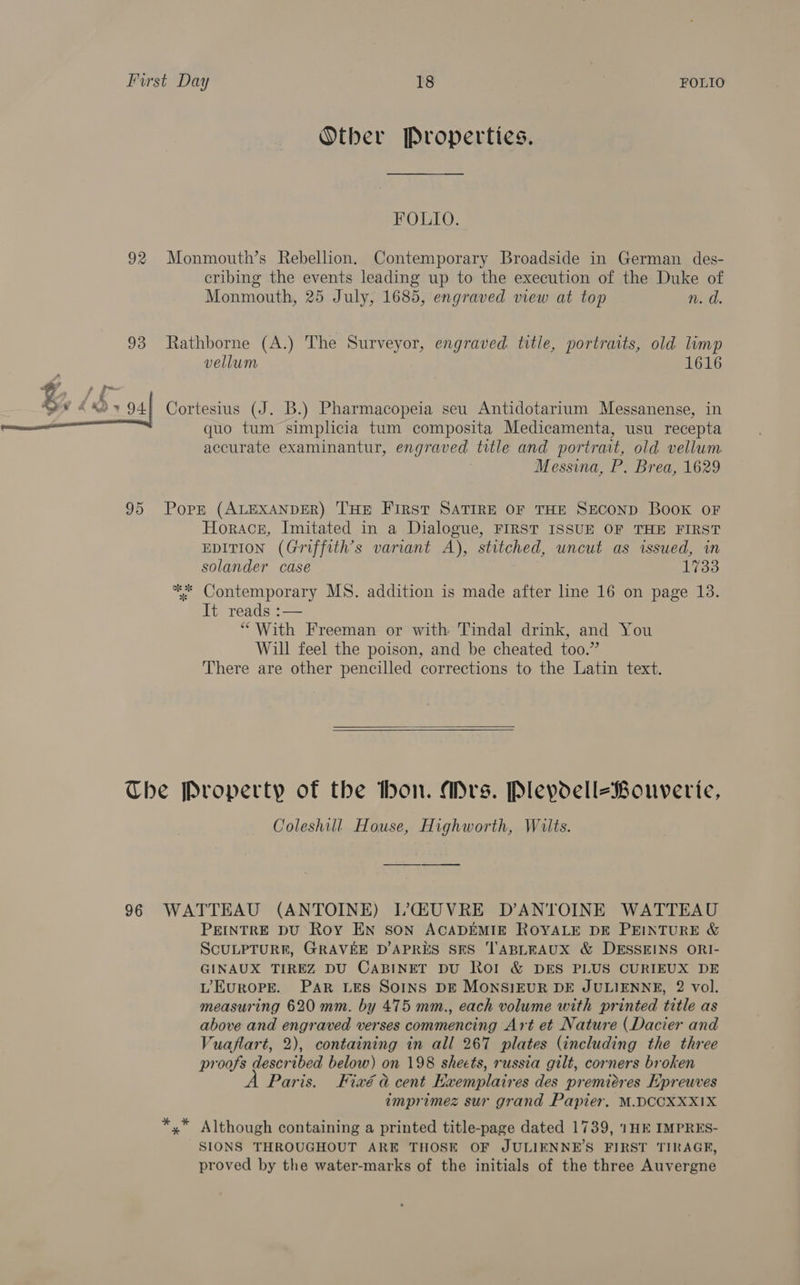 First Day 18 FOLIO
Other Properties.
FOLIO.
92 Monmouth's Rebellion. Contemporary Broadside in German des-
cribing the events leading up to the execution of the Duke of
Monmouth, 25 July, 1685, engraved view at top n. d.
93 Rathborne (A.) The Surveyor, engraved title, portraits, old limp
vellum 1616
94 Cortesius (J. B.) Pharmacopeia seu Antidotarium Messanense, in
quo tum simplicia tum composita Medicamenta, usu recepta
accurate examinantur, engraved title and portrait, old vellum
Messina, P. Brea, 1629
95 POPE (ALEXANDER) THE FIRST SATIRE OF THE SECOND BOOK OF
HORACE, Imitated in a Dialogue, FIRST ISSUE OF THE FIRST
EDITION (Griffith's variant A), stitched, uncut as issued, in
solander case 1733
*** Contemporary MS. addition is made after line 16 on page 13.
It reads :—
"With Freeman or with Tindal drink, and You
Will feel the poison, and be cheated too."
There are other pencilled corrections to the Latin text.
The Property of the Hon. Mrs. Pleydell-Bouverie,
Coleshill House, Highworth, Wilts.
96 WATTEAU (ANTOINE) L'ŒUVRE D'ANTOINE WATTEAU
PEINTRE DU ROY EN SON ACADÉMIE ROYALE DE PEINTURE &
SCULPTURE, GRAVÉE D'APRÈS SES TABLEAUX & DESSEINS ORI-
GINAUX TIREZ DU CABINET DU ROI & DES PLUS CURIEUX DE
L'EUROPE. PAR LES SOINS DE MONSIEUR DE JULIENNE, 2 vol.
measuring 620 mm. by 475 mm., each volume with printed title as
above and engraved verses commencing Art et Nature (Dacier and
Vuaflart, 2), containing in all 267 plates (including the three
proofs described below) on 198 sheets, russia gilt, corners broken
A Paris. Fixé à cent Exemplaires des premières Epreuves
imprimez sur grand Papier. M.DCCXXXIX
*** Although containing a printed title-page dated 1739, THE IMPRES-
SIONS THROUGHOUT ARE THOSE OF JULIENNE'S FIRST TIRAGE,
proved by the water-marks of the initials of the three Auvergne